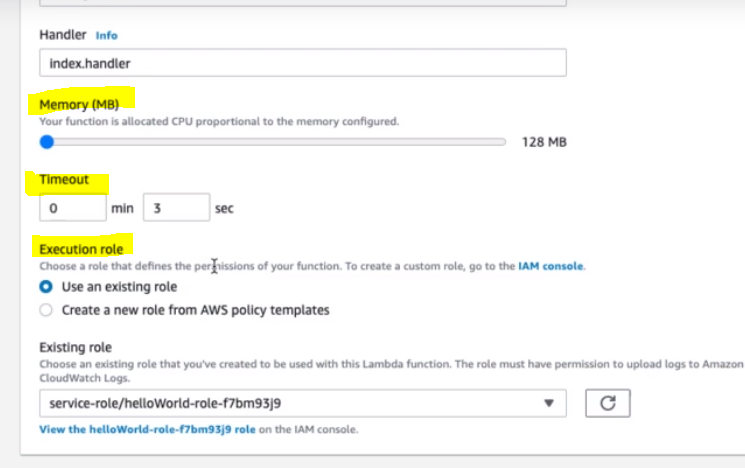 Handler Info
index.handler
Memory (MB)
Your function is allocated CPU proportional to the memory configured.
128 MB
Timeout
0 min 3 sec
Execution role
Choose a role that defines the permissions of your function. To create a custom role, go to the IAM console.
Use an existing role
Create a new role from AWS policy templates
Existing role
Choose an existing role that you've created to be used with this Lambda function. The role must have permission to upload logs to Amazon
CloudWatch Logs.
service-role/helloWorld-role-f7bm93j9
View the helloWorld-role-f7bm93j9 role on the IAM console.